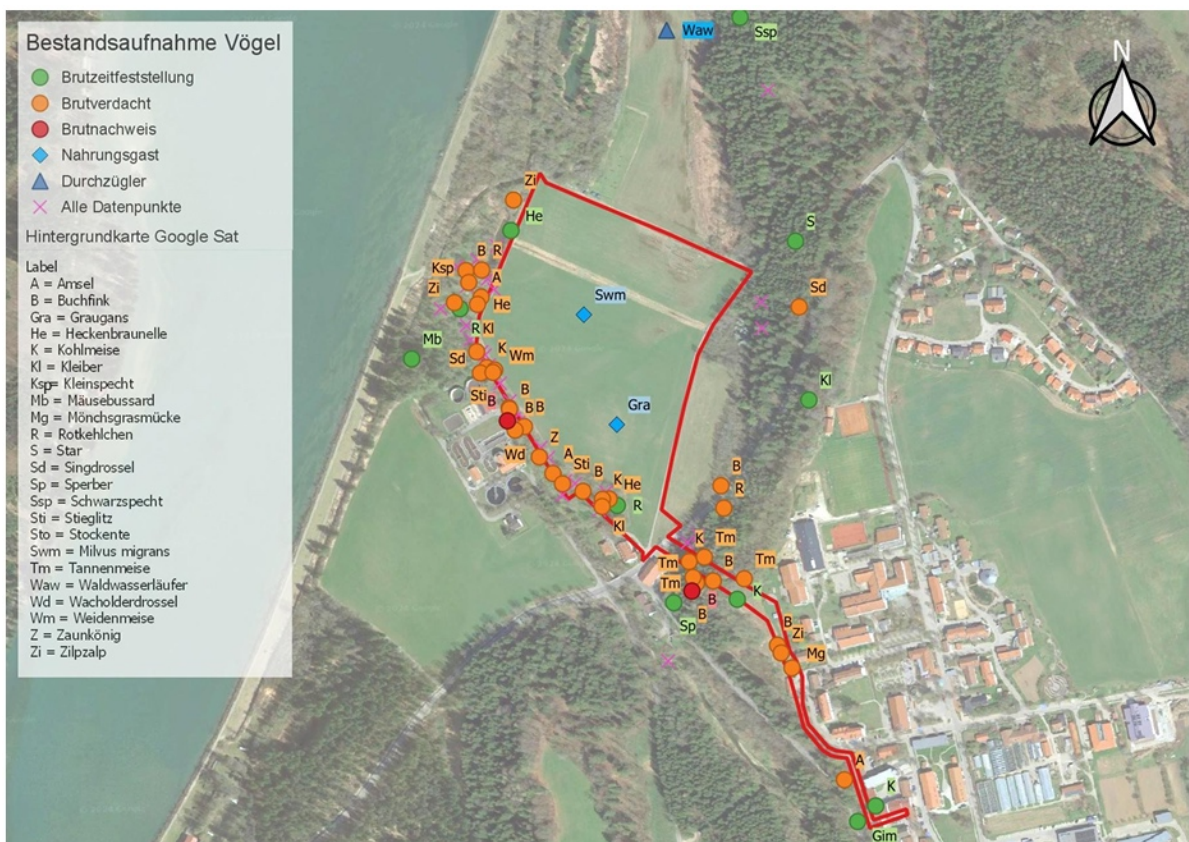 Bestandsaufnahme Vögel
Brutzeitfeststellung
Brutverdacht
Brutnachweis
Nahrungsgast
Durchzügler
Alle Datenpunkte
Hintergrundkarte Google Sat
Label
A = Amsel
B = Buchfink
Gra = Graugans
He = Heckenbraunelle
K = Kohlmeise
Kl = Kleiber
Ksp = Kleinspecht
Mb = Mäusebussard
Mg = Mönchsgrasmücke
R = Rotkehlchen
S = Star
Sd = Singdrossel
Sp = Sperber
Ssp = Schwarzspecht
Sti = Stieglitz
Sto = Stockente
Swm = Milvus migrans
Tm = Tannenmeise
Waw = Waldwasserläufer
Wd = Wacholderdrossel
Wm = Weidenmeise
Z = Zaunkönig
Zi = Zilpzalp
Waw
Ssp
N
Zi
He
S
B R
Ksp
A
Zi
He
Swm
Sd
R Kl
Mb
K
Wm
Sd
Kl
Sti
B
B
B B
Gra
Wd
Z
A
Sti
B
K
He
R
Kl
B
R
K
Tm
Tm
B
Tm
Tm
B
K
B
Sp
B
Zi
Mg
A
K
Gim